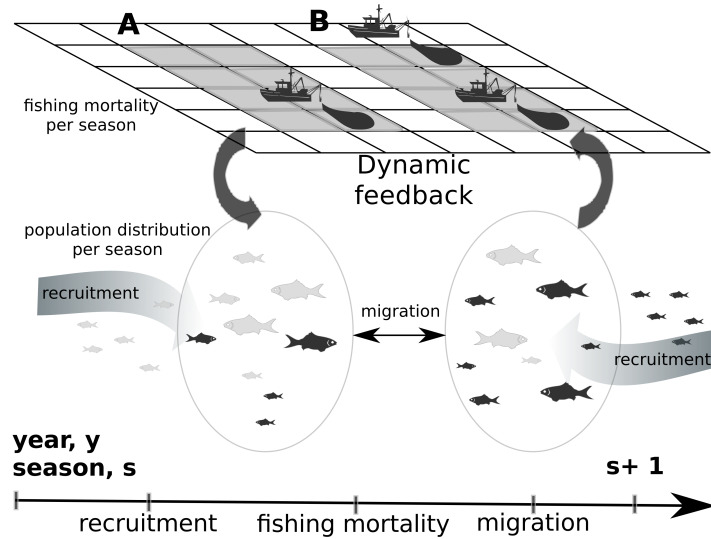 A
B
fishing mortality
per season
Dynamic
feedback
population distribution
per season
recruitment
migration
recruitment
year, y
season, s
s+ 1
recruitment
fishing mortality
migration